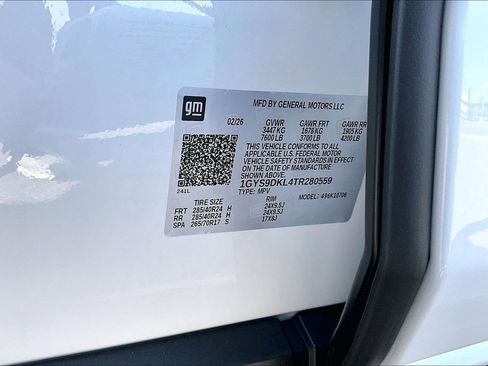 gm
MFD BY GENERAL MOTORS LLC
02/26 GVWR GAWR FRT GAWR RR
3447 KG 1678 KG 1905 KG
7600 LB 3700 LB 4200 LB
THIS VEHICLE CONFORMS TO ALL
APPLICABLE U.S. FEDERAL MOTOR
VEHICLE SAFETY STANDARDS IN EFFECT
ON THE DATE OF MANUFACTURE
SHOWN ABOVE.
1GYS9DKL4TR280559
TYPE: MPV MODEL:
241L
TIRE SIZE RIM
FRT 285/40R24 H 24X9.5J
RR 285/40R24 H 24X9.5J
SPA 265/70R17 S 17X8J